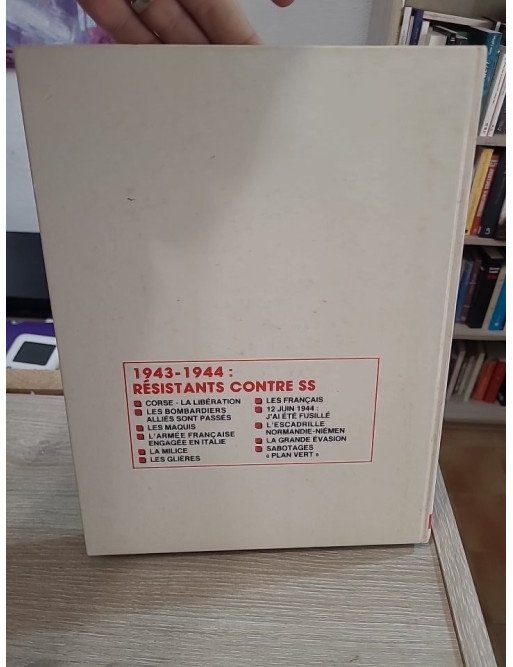 1943-1944 :
RÉSISTANTS CONTRE SS
CORSE - LA LIBÉRATION
LES BOMBARDIERS
ALLIÉS SONT PASSÉS
LES MAQUIS
L'ARMÉE FRANÇAISE
ENGAGÉE EN ITALIE
LA MILICE
LES GLIÈRES
LES FRANÇAIS
12 JUIN 1944 :
J'AI ÉTÉ FUSILLÉ
L'ESCADRILLE
NORMANDIE-NIÉMEN
LA GRANDE ÉVASION
SABOTAGES
« PLAN VERT »